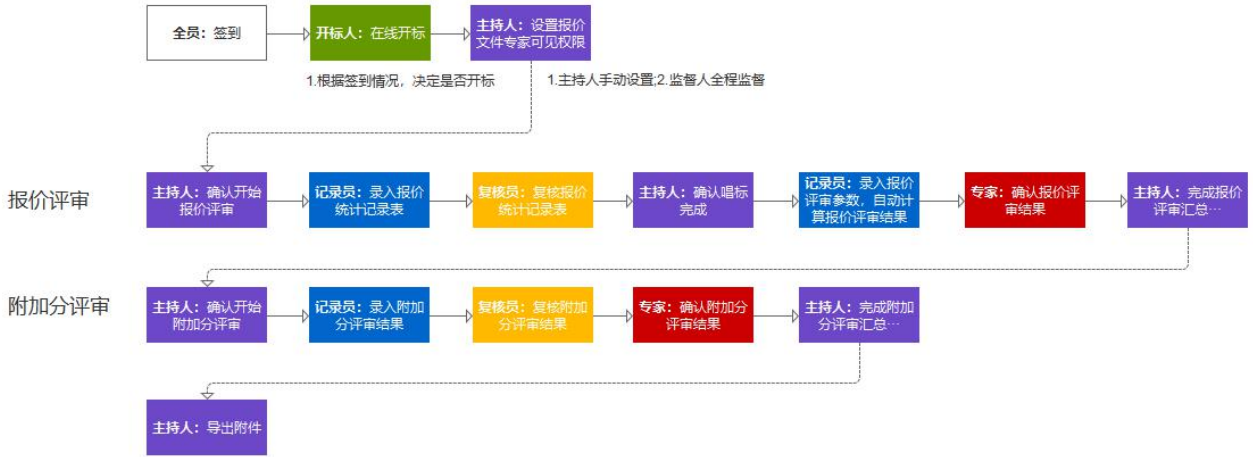 全员：签到
开标人：在线开标
主持人：设置报价
文件专家可见权限
1.根据签到情况，决定是否开标
1.主持人手动设置;2.监督人全程监督
报价评审
主持人：确认开始
报价评审
记录员：录入报价
统计记录表
复核员：复核报价
统计记录表
主持人：确认唱标
完成
记录员：录入报价
评审参数，自动计
算报价评审结果
专家：确认报价评
审结果
主持人：完成报价
评审汇总…
附加分评审
主持人：确认开始
附加分评审
记录员：录入附加
分评审结果
复核员：复核附加
分评审结果
专家：确认附加分
评审结果
主持人：完成附加
分评审汇总…
主持人：导出附件